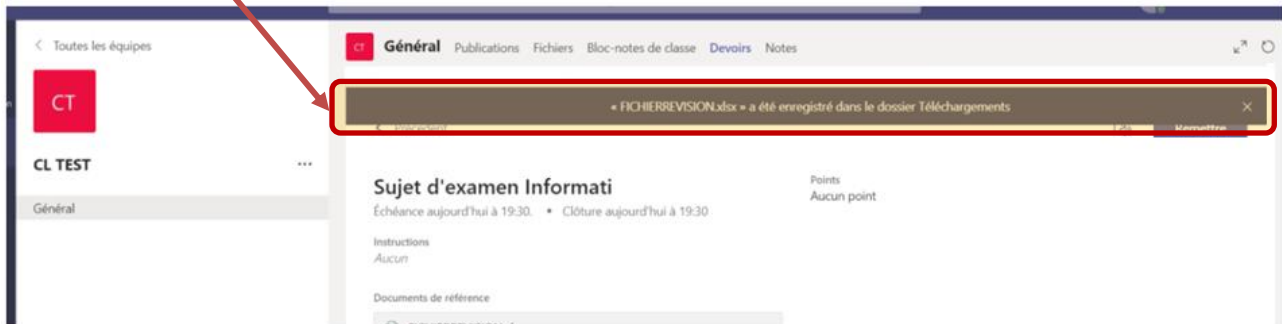 Toutes les équipes
CT
CL TEST
...
Général
CT Général Publications Fichiers Bloc-notes de classe Devoirs Notes
« FICHIERREVISION.xlsx » a été enregistré dans le dossier Téléchargements
Remettre
Sujet d'examen Informati
Échéance aujourd'hui à 19:30. • Clôture aujourd'hui à 19:30
Points
Aucun point
Instructions
Aucun
Documents de référence